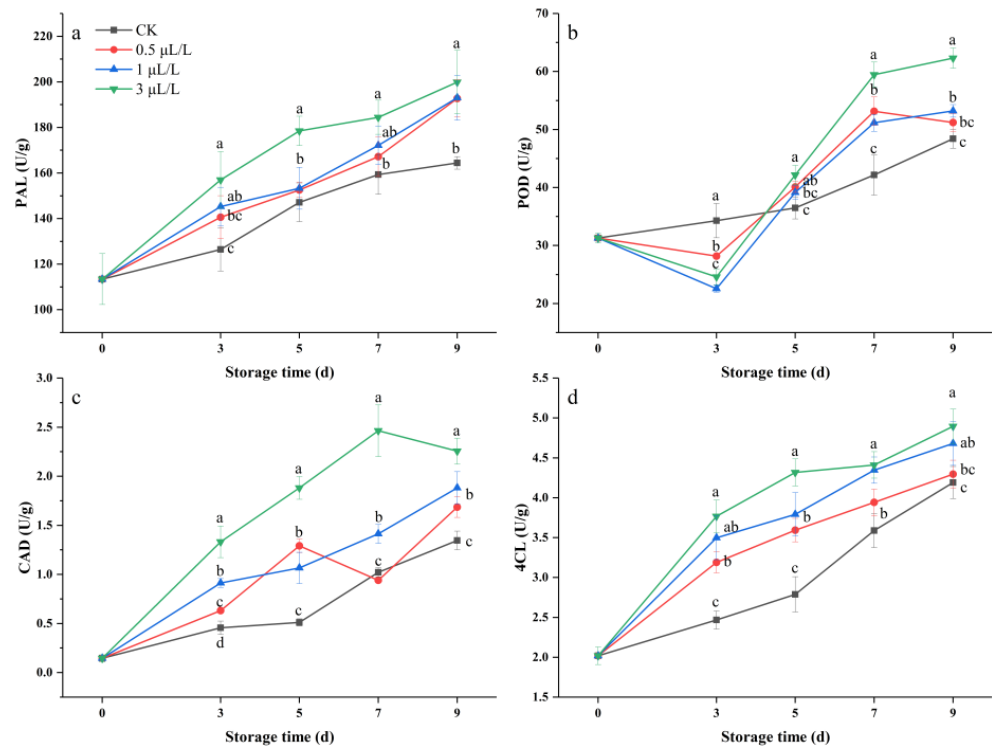 a
CK
0.5 μL/L
1 μL/L
3 μL/L
PAL (U/g)
220
200
180
160
140
120
100
a
ab
bc
c
a
b
a
ab
b
a
b
0 3 5 7 9
Storage time (d)
b
POD (U/g)
60
50
40
30
20
a
b
c
a
ab
bc
c
a
b
c
a
b
bc
c
0 3 5 7 9
Storage time (d)
c
CAD (U/g)
3.0
2.5
2.0
1.5
1.0
0.5
0.0
a
b
c
d
a
b
c
a
b
c
a
b
c
0 3 5 7 9
Storage time (d)
d
4CL (U/g)
5.5
5.0
4.5
4.0
3.5
3.0
2.5
2.0
1.5
a
ab
b
c
a
b
c
a
b
a
ab
bc
c
0 3 5 7 9
Storage time (d)